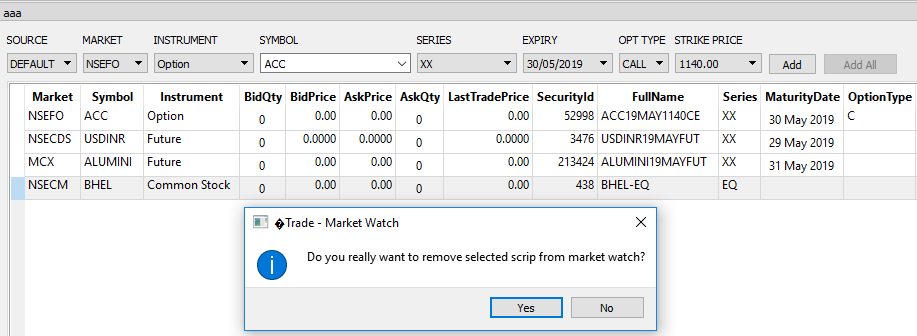 aaa
SOURCE MARKET INSTRUMENT SYMBOL SERIES EXPIRY OPT TYPE STRIKE PRICE
DEFAULT NSEFO Option ACC XX 30/05/2019 CALL 1140.00 Add Add All
Market Symbol Instrument BidQty BidPrice AskPrice AskQty LastTradePrice SecurityId FullName Series MaturityDate OptionType
NSEFO ACC Option 0 0.00 0.00 0 0.00 52998 ACC19MAY1140CE XX 30 May 2019 C
NSECDS USDINR Future 0 0.0000 0.0000 0 0.0000 3476 USDINR19MAYFUT XX 29 May 2019
MCX ALUMINI Future 0 0.00 0.00 0 0.00 213424 ALUMINI19MAYFUT XX 31 May 2019
NSECM BHEL Common Stock 0 0.00 0.00 0 0.00 438 BHEL-EQ EQ
�Trade - Market Watch
Do you really want to remove selected scrip from market watch?
Yes No